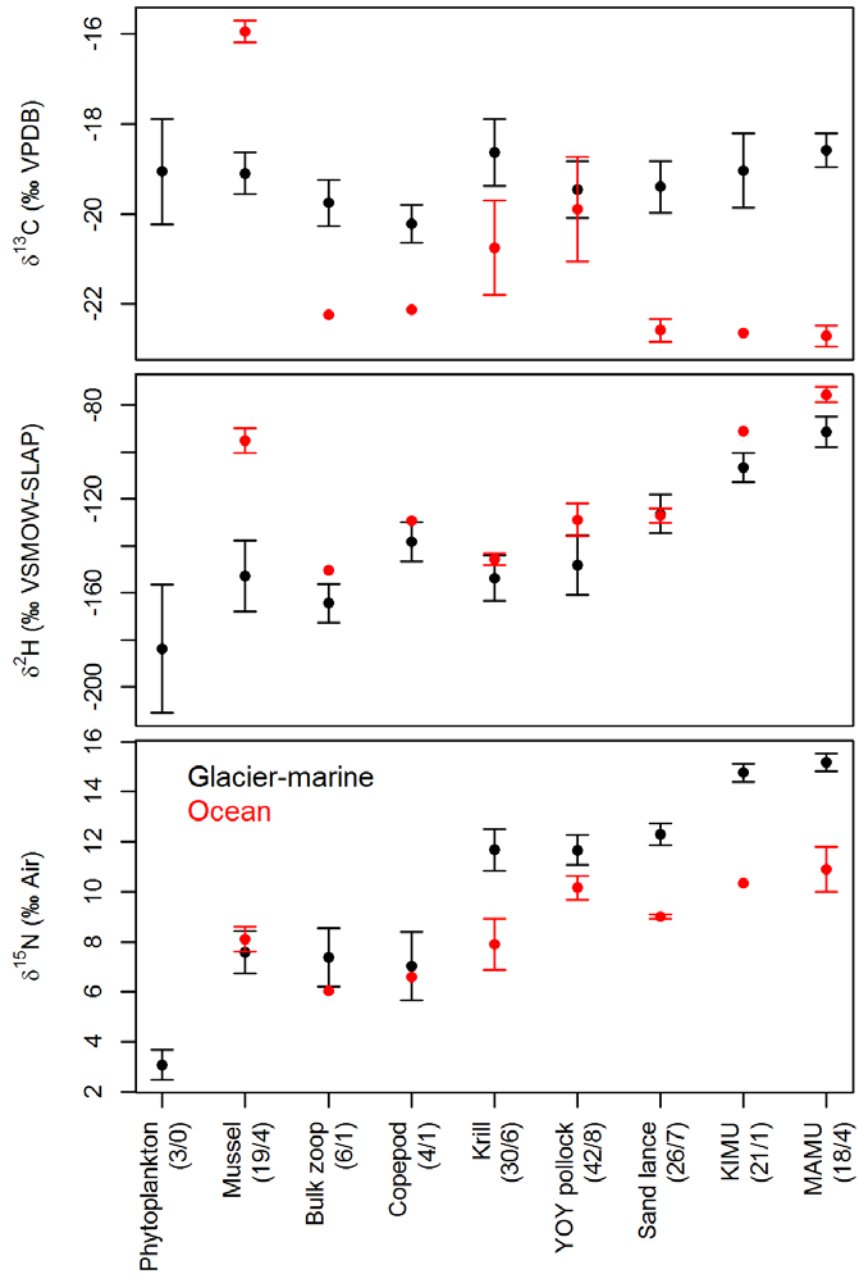 δ13C (‰ VPDB)
-16
-18
-20
-22
δ2H (‰ VSMOW-SLAP)
-80
-120
-160
-200
δ15N (‰ Air)
16
14
12
10
8
6
4
2
Glacier-marine
Ocean
Phytoplankton
(3/0)
Mussel
(19/4)
Bulk zoop
(6/1)
Copepod
(4/1)
Krill
(30/6)
YOY pollock
(42/8)
Sand lance
(26/7)
KIMU
(21/1)
MAMU
(18/4)